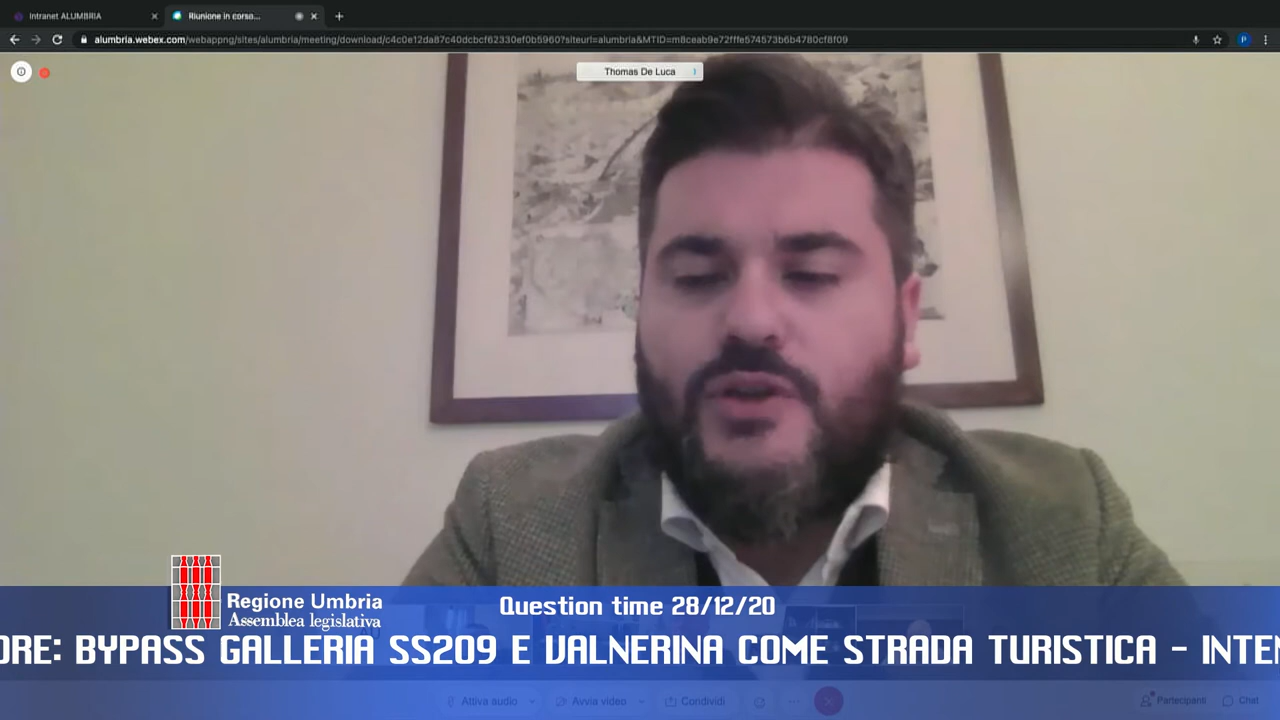 Intranet ALUMBRIA
Riunione in corso...
alumbria.webex.com/webappng/sites/alumbria/meeting/download/c4c0e12da87c40dcbcf62330ef0b5960?siteurl=alumbria&MTID=m8ceab9e72fffe574573b6b4780cf8f09
P
Thomas De Luca
Regione Umbria
Assemblea legislativa
Question time 28/12/20
ORE: BYPASS GALLERIA SS209 E VALNERINA COME STRADA TURISTICA - INTEN
Attiva audio
Avvia video
Condividi
Partecipanti
Chat